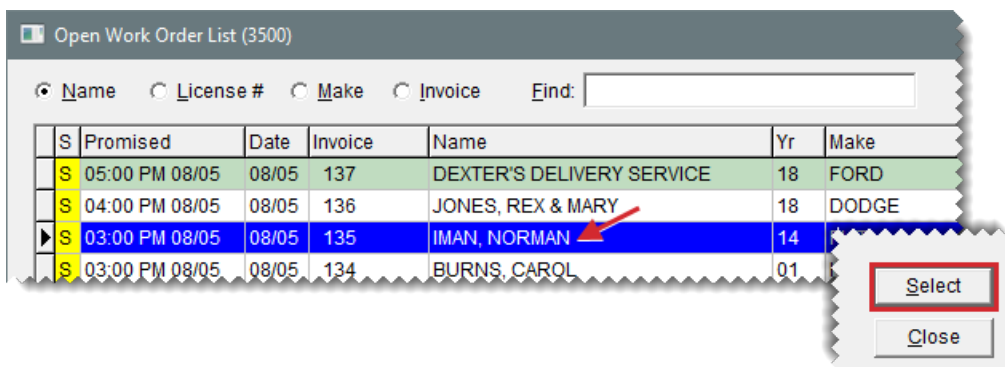 Open Work Order List (3500)
Name License # Make Invoice Find:
S Promised Date Invoice Name Yr Make
S 05:00 PM 08/05 08/05 137 DEXTER'S DELIVERY SERVICE 18 FORD
S 04:00 PM 08/05 08/05 136 JONES, REX & MARY 18 DODGE
S 03:00 PM 08/05 08/05 135 IMAN, NORMAN 14
S 03:00 PM 08/05 08/05 134 BURNS, CAROL 01
Select
Close